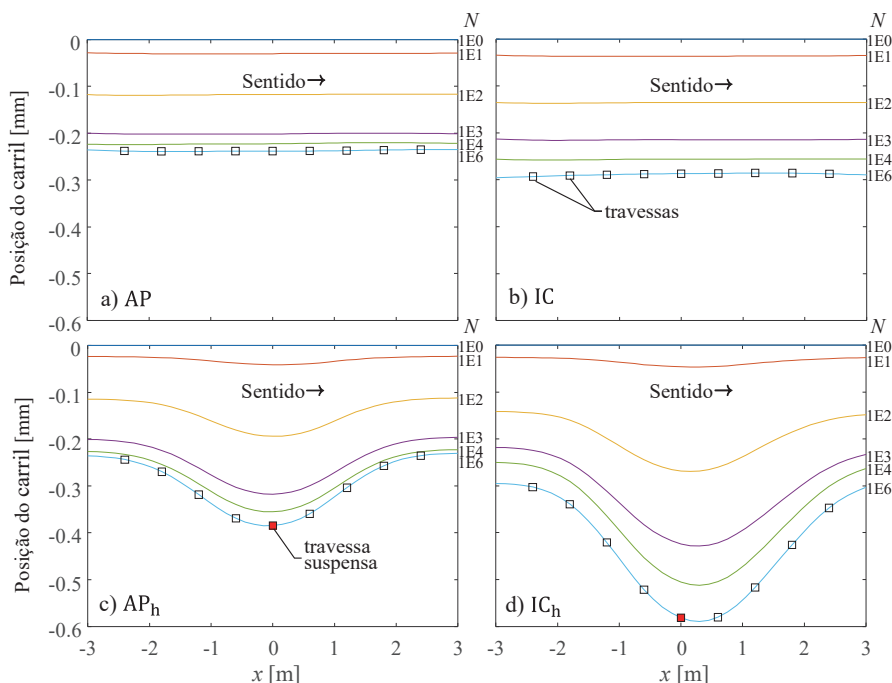 N
N
0
-0.1
-0.2
-0.3
-0.4
-0.5
-0.6
Posição do carril [mm]
Sentido→
a) AP
1E0
1E1
1E2
1E3
1E4
1E6
Sentido→
travessas
b) IC
1E0
1E1
1E2
1E3
1E4
1E6
N
N
0
-0.1
-0.2
-0.3
-0.4
-0.5
-0.6
Posição do carril [mm]
Sentido→
travessa
suspensa
c) APh
1E0
1E1
1E2
1E3
1E4
1E6
-3 -2 -1 0 1 2 3
x [m]
Sentido→
d) ICh
1E0
1E1
1E2
1E3
1E4
1E6
-3 -2 -1 0 1 2 3
x [m]